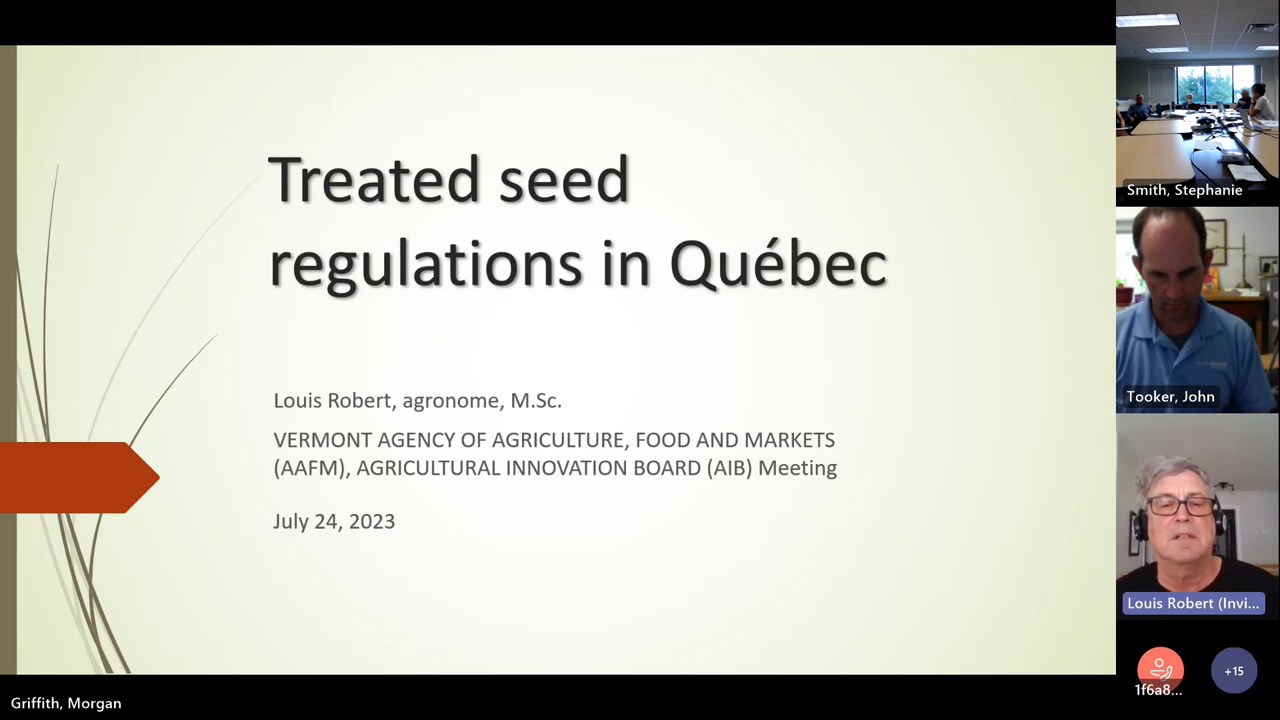 Treated seed
regulations in Québec
Louis Robert, agronome, M.Sc.
VERMONT AGENCY OF AGRICULTURE, FOOD AND MARKETS
(AAFM), AGRICULTURAL INNOVATION BOARD (AIB) Meeting
July 24, 2023
Smith, Stephanie
Tooker, John
Louis Robert (Invi...
1f6a8...
+15
Griffith, Morgan